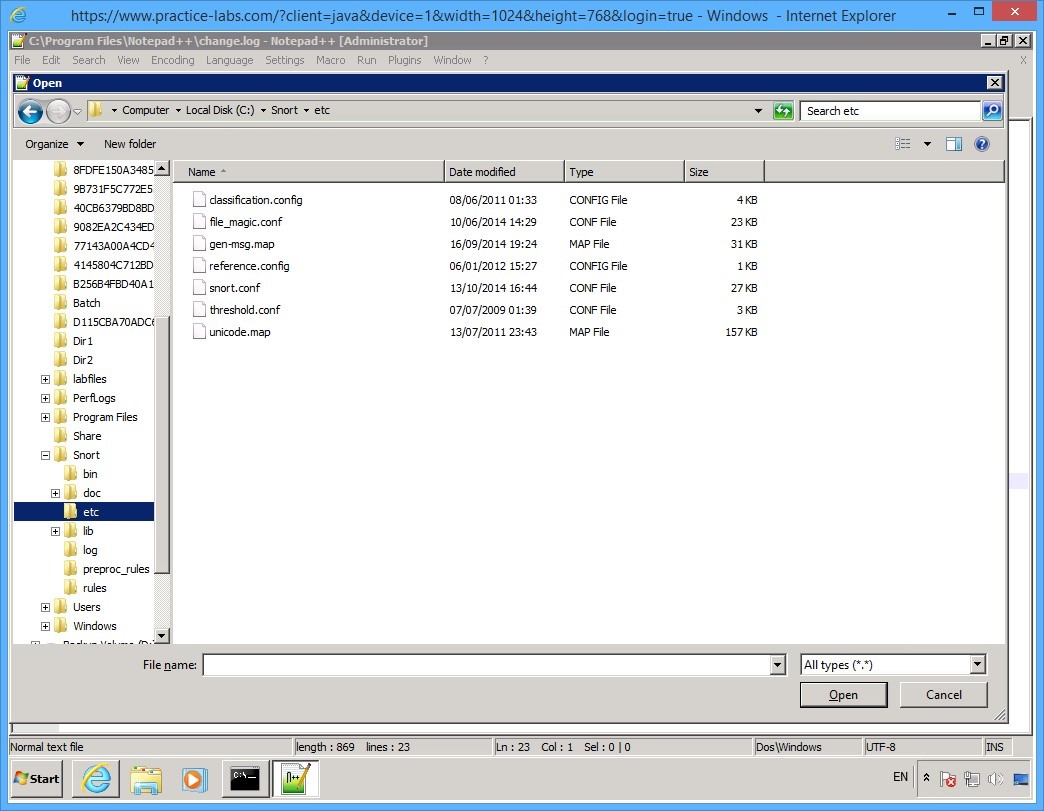 https://www.practice-labs.com/?client=java&device=1&width=1024&height=768&login=true - Windows - Internet Explorer
C:\Program Files\Notepad++\change.log - Notepad++ [Administrator]
File Edit Search View Encoding Language Settings Macro Run Plugins Window ? X
Open
Computer Local Disk (C:) Snort etc Search etc
Organize New folder
Name Date modified Type Size
8FDFE150A3485
9B731F5C772E5
40CB6379BD8BD
9082EA2C434ED
77143A00A4CD4
4145804C712BD
B256B4FBD40A1
Batch
D115CBA70ADC6
Dir1
Dir2
labfiles
PerfLogs
Program Files
Share
Snort
bin
doc
etc
lib
log
preproc_rules
rules
Users
Windows
classification.config 08/06/2011 01:33 CONFIG File 4 KB
file_magic.conf 10/06/2014 14:29 CONF File 23 KB
gen-msg.map 16/09/2014 19:24 MAP File 31 KB
reference.config 06/01/2012 15:27 CONFIG File 1 KB
snort.conf 13/10/2014 16:44 CONF File 27 KB
threshold.conf 07/07/2009 01:39 CONF File 3 KB
unicode.map 13/07/2011 23:43 MAP File 157 KB
File name: All types (*.*)
Open Cancel
Normal text file length : 869 lines : 23 Ln : 23 Col : 1 Sel : 0 | 0 Dos\Windows UTF-8 INS
Start EN